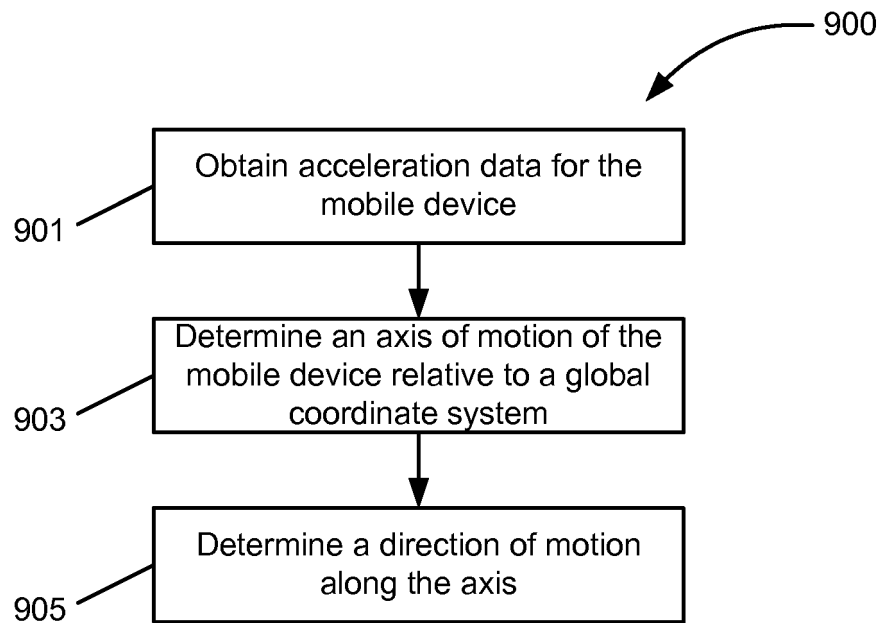 900
Obtain acceleration data for the
mobile device
901
Determine an axis of motion of the
mobile device relative to a global
coordinate system
903
Determine a direction of motion
along the axis
905